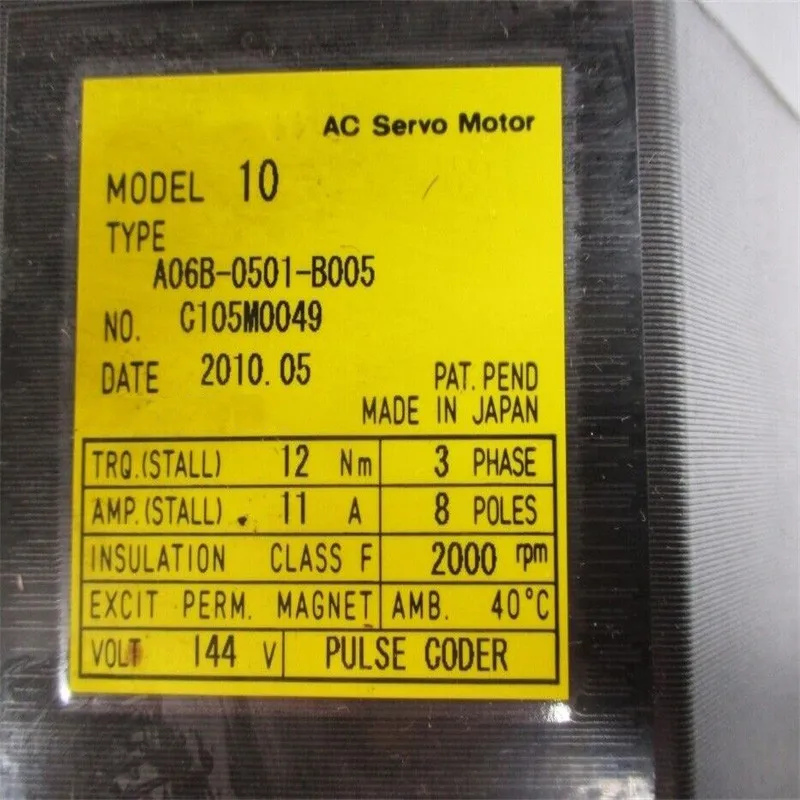 AC Servo Motor
MODEL 10
TYPE
A06B-0501-B005
NO. C105M0049
DATE 2010.05
PAT. PEND
MADE IN JAPAN
TRQ.(STALL) 12 Nm 3 PHASE
AMP.(STALL) 11 A 8 POLES
INSULATION CLASS F 2000 rpm
EXCIT PERM. MAGNET AMB. 40°C
VOLT 144 V PULSE CODER